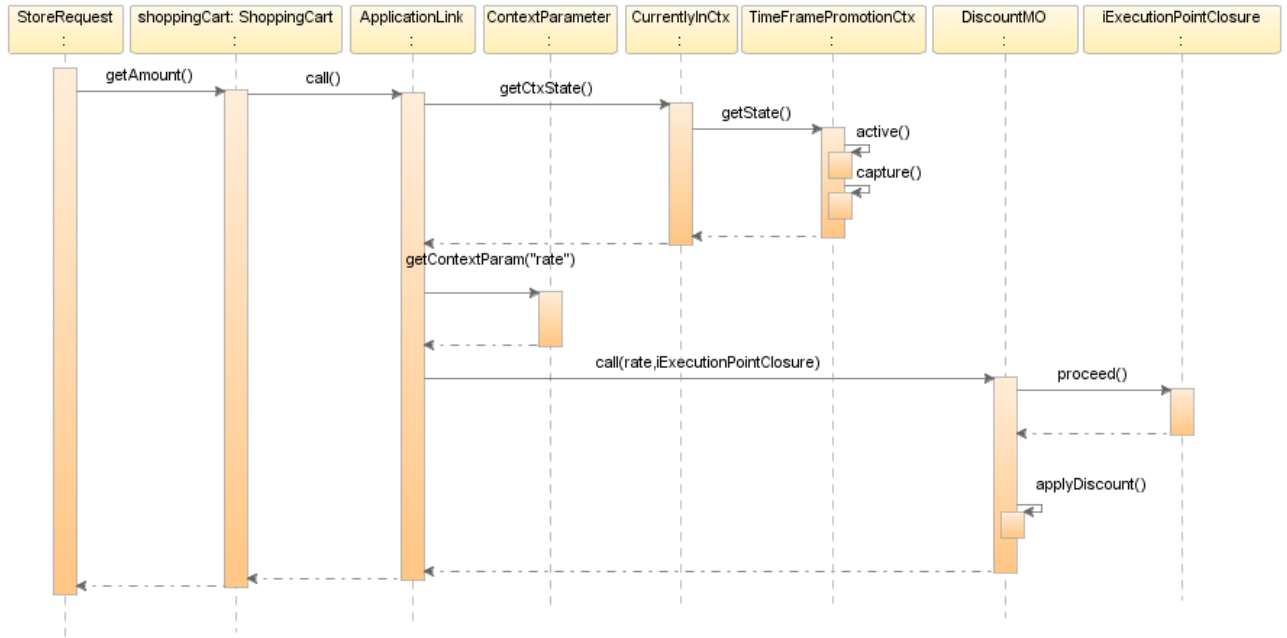 StoreRequest
:
shoppingCart: ShoppingCart
:
ApplicationLink
:
ContextParameter
:
CurrentlyInCtx
:
TimeFramePromotionCtx
:
DiscountMO
:
iExecutionPointClosure
:
getAmount()
call()
getCtxState()
getState()
active()
capture()
getContextParam("rate")
call(rate,iExecutionPointClosure)
proceed()
applyDiscount()